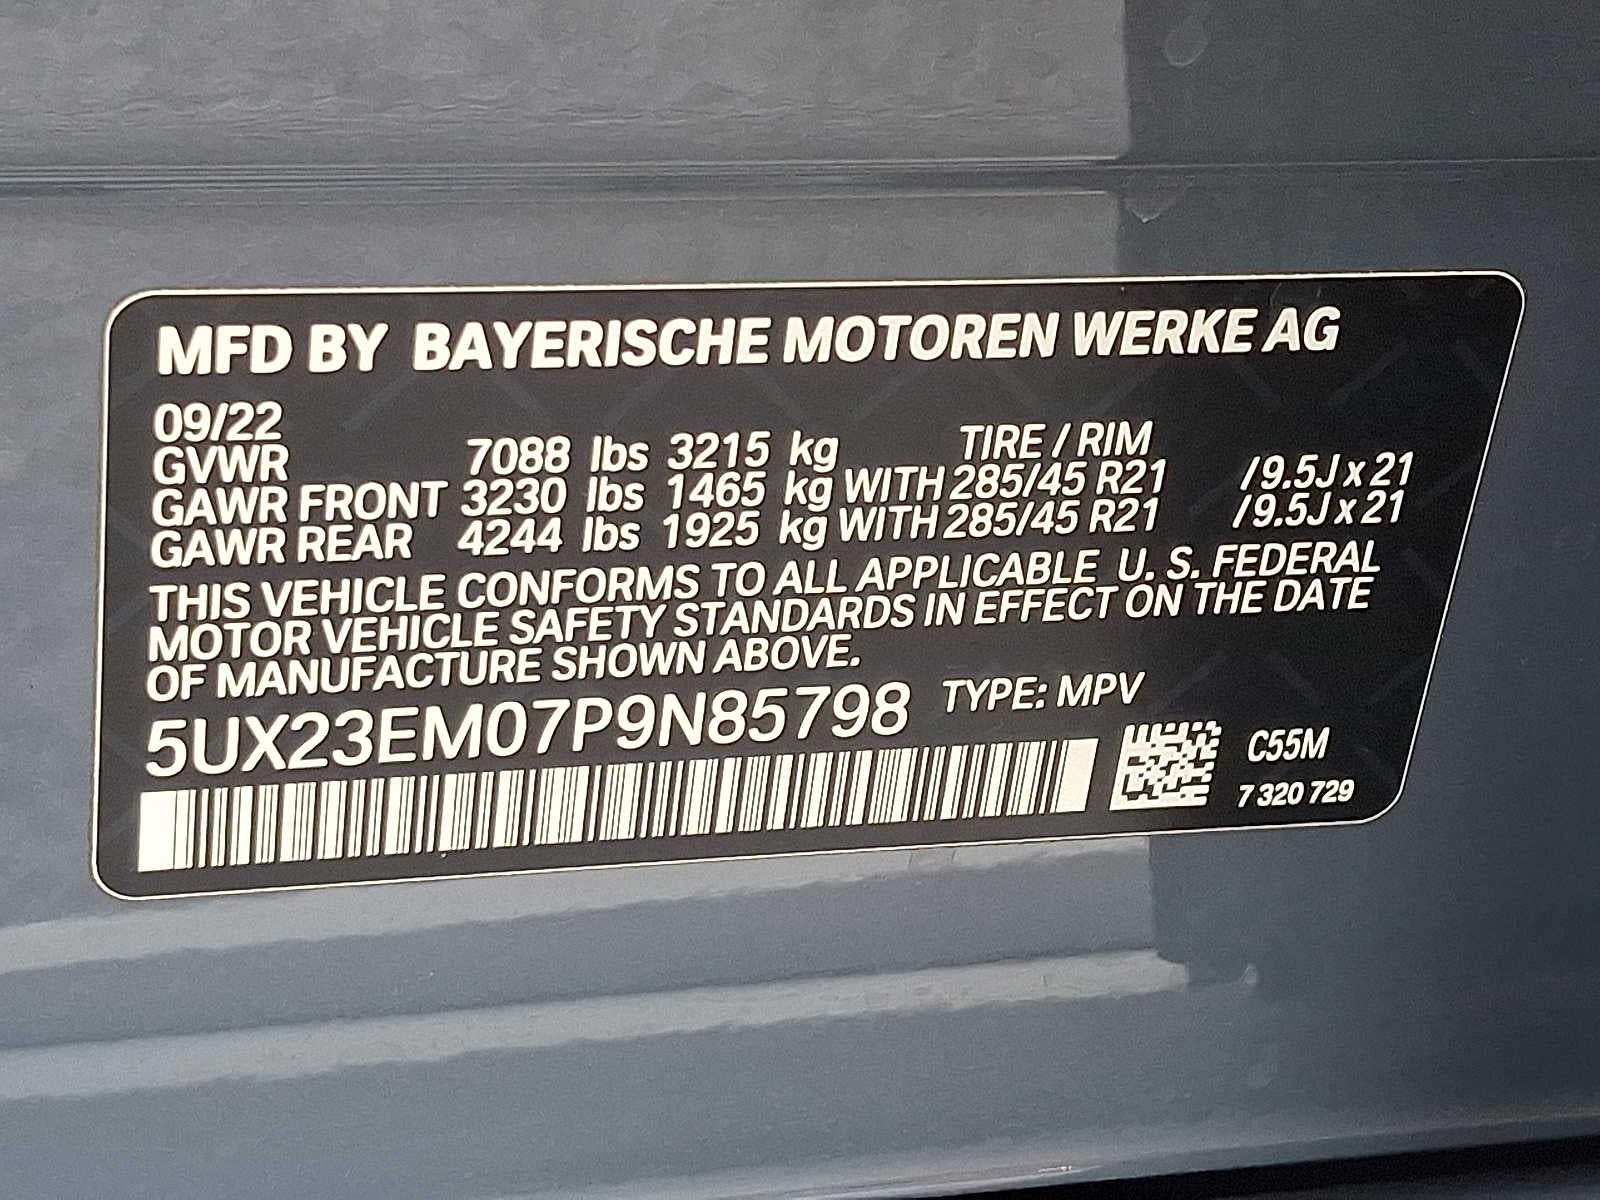 MFD BY BAYERISCHE MOTOREN WERKE AG
09/22
GVWR 7088 lbs 3215 kg TIRE / RIM
GAWR FRONT 3230 lbs 1465 kg WITH 285/45 R21 /9.5J x 21
GAWR REAR 4244 lbs 1925 kg WITH 285/45 R21 /9.5J x 21
THIS VEHICLE CONFORMS TO ALL APPLICABLE U. S. FEDERAL
MOTOR VEHICLE SAFETY STANDARDS IN EFFECT ON THE DATE
OF MANUFACTURE SHOWN ABOVE.
5UX23EM07P9N85798 TYPE: MPV
C55M
7 320 729